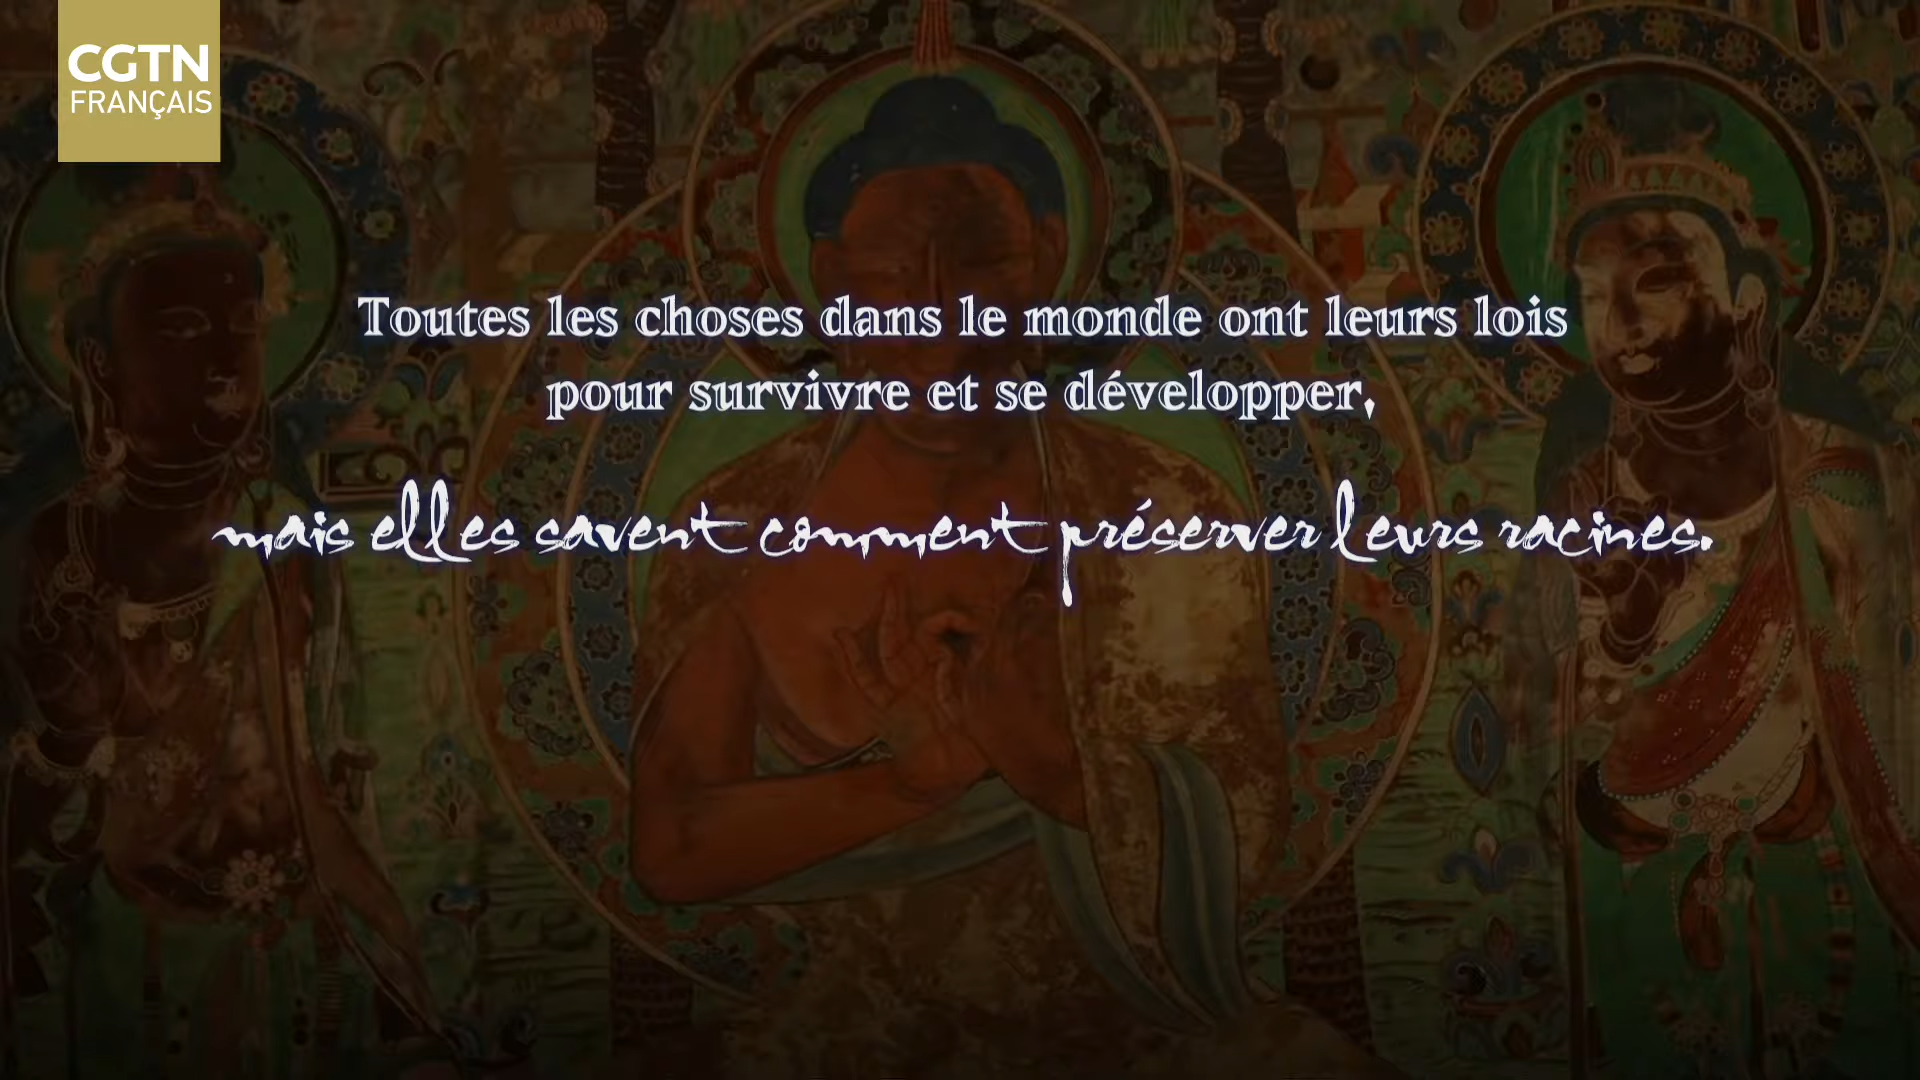 CGTN
FRANÇAIS
Toutes les choses dans le monde ont leurs lois
pour survivre et se développer,
mais elles savent comment préserver leurs racines.